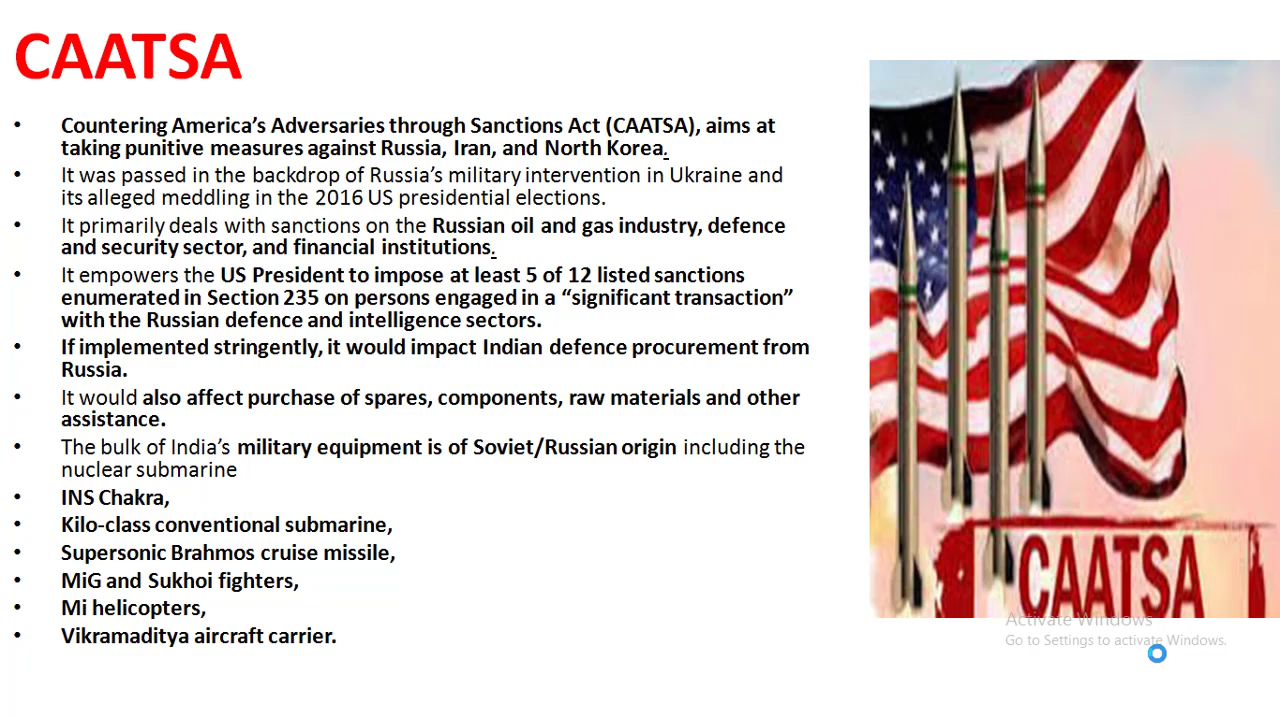 CAATSA
• Countering America’s Adversaries through Sanctions Act (CAATSA), aims at
taking punitive measures against Russia, Iran, and North Korea.
• It was passed in the backdrop of Russia’s military intervention in Ukraine and
its alleged meddling in the 2016 US presidential elections.
• It primarily deals with sanctions on the Russian oil and gas industry, defence
and security sector, and financial institutions.
• It empowers the US President to impose at least 5 of 12 listed sanctions
enumerated in Section 235 on persons engaged in a “significant transaction”
with the Russian defence and intelligence sectors.
• If implemented stringently, it would impact Indian defence procurement from
Russia.
• It would also affect purchase of spares, components, raw materials and other
assistance.
• The bulk of India’s military equipment is of Soviet/Russian origin including the
nuclear submarine
• INS Chakra,
• Kilo-class conventional submarine,
• Supersonic Brahmos cruise missile,
• MiG and Sukhoi fighters,
• Mi helicopters,
• Vikramaditya aircraft carrier.
CAATSA
Activate Windows
Go to Settings to activate Windows.